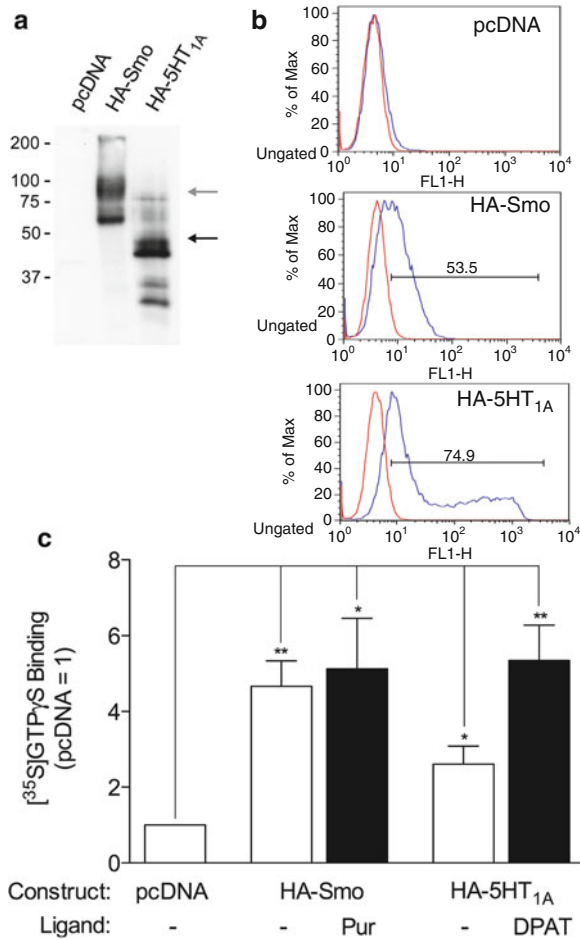 a
pcDNA
HA-Smo
HA-5HT1A
200 -
100 -
75 -
50 -
37 -
b
pcDNA
% of Max
100
80
60
40
20
Ungated 0
10^0 10^1 10^2 10^3 10^4
FL1-H
HA-Smo
% of Max
100
80
60
40
20
0
Ungated
53.5
10^0 10^1 10^2 10^3 10^4
FL1-H
HA-5HT1A
% of Max
100
80
60
40
20
0
Ungated
74.9
10^0 10^1 10^2 10^3 10^4
FL1-H
c
[35S]GTPγS Binding
(pcDNA = 1)
8
6
4
2
0
** * * **
Construct: pcDNA HA-Smo HA-5HT1A
Ligand: - - Pur - DPAT